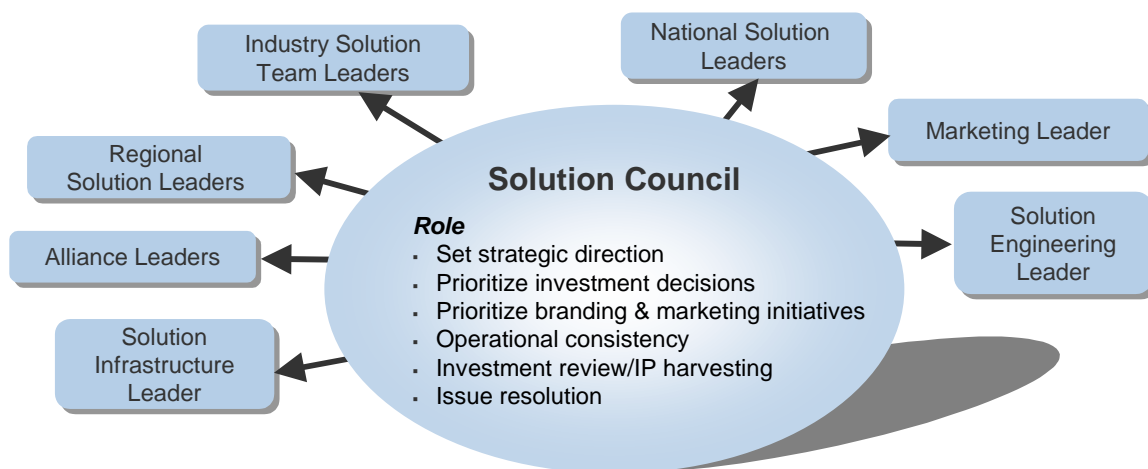 Industry Solution
Team Leaders
National Solution
Leaders
Marketing Leader
Regional
Solution Leaders
Solution Council
Solution
Engineering
Leader
Alliance Leaders
Role
▪ Set strategic direction
▪ Prioritize investment decisions
▪ Prioritize branding & marketing initiatives
▪ Operational consistency
▪ Investment review/IP harvesting
▪ Issue resolution
Solution
Infrastructure
Leader